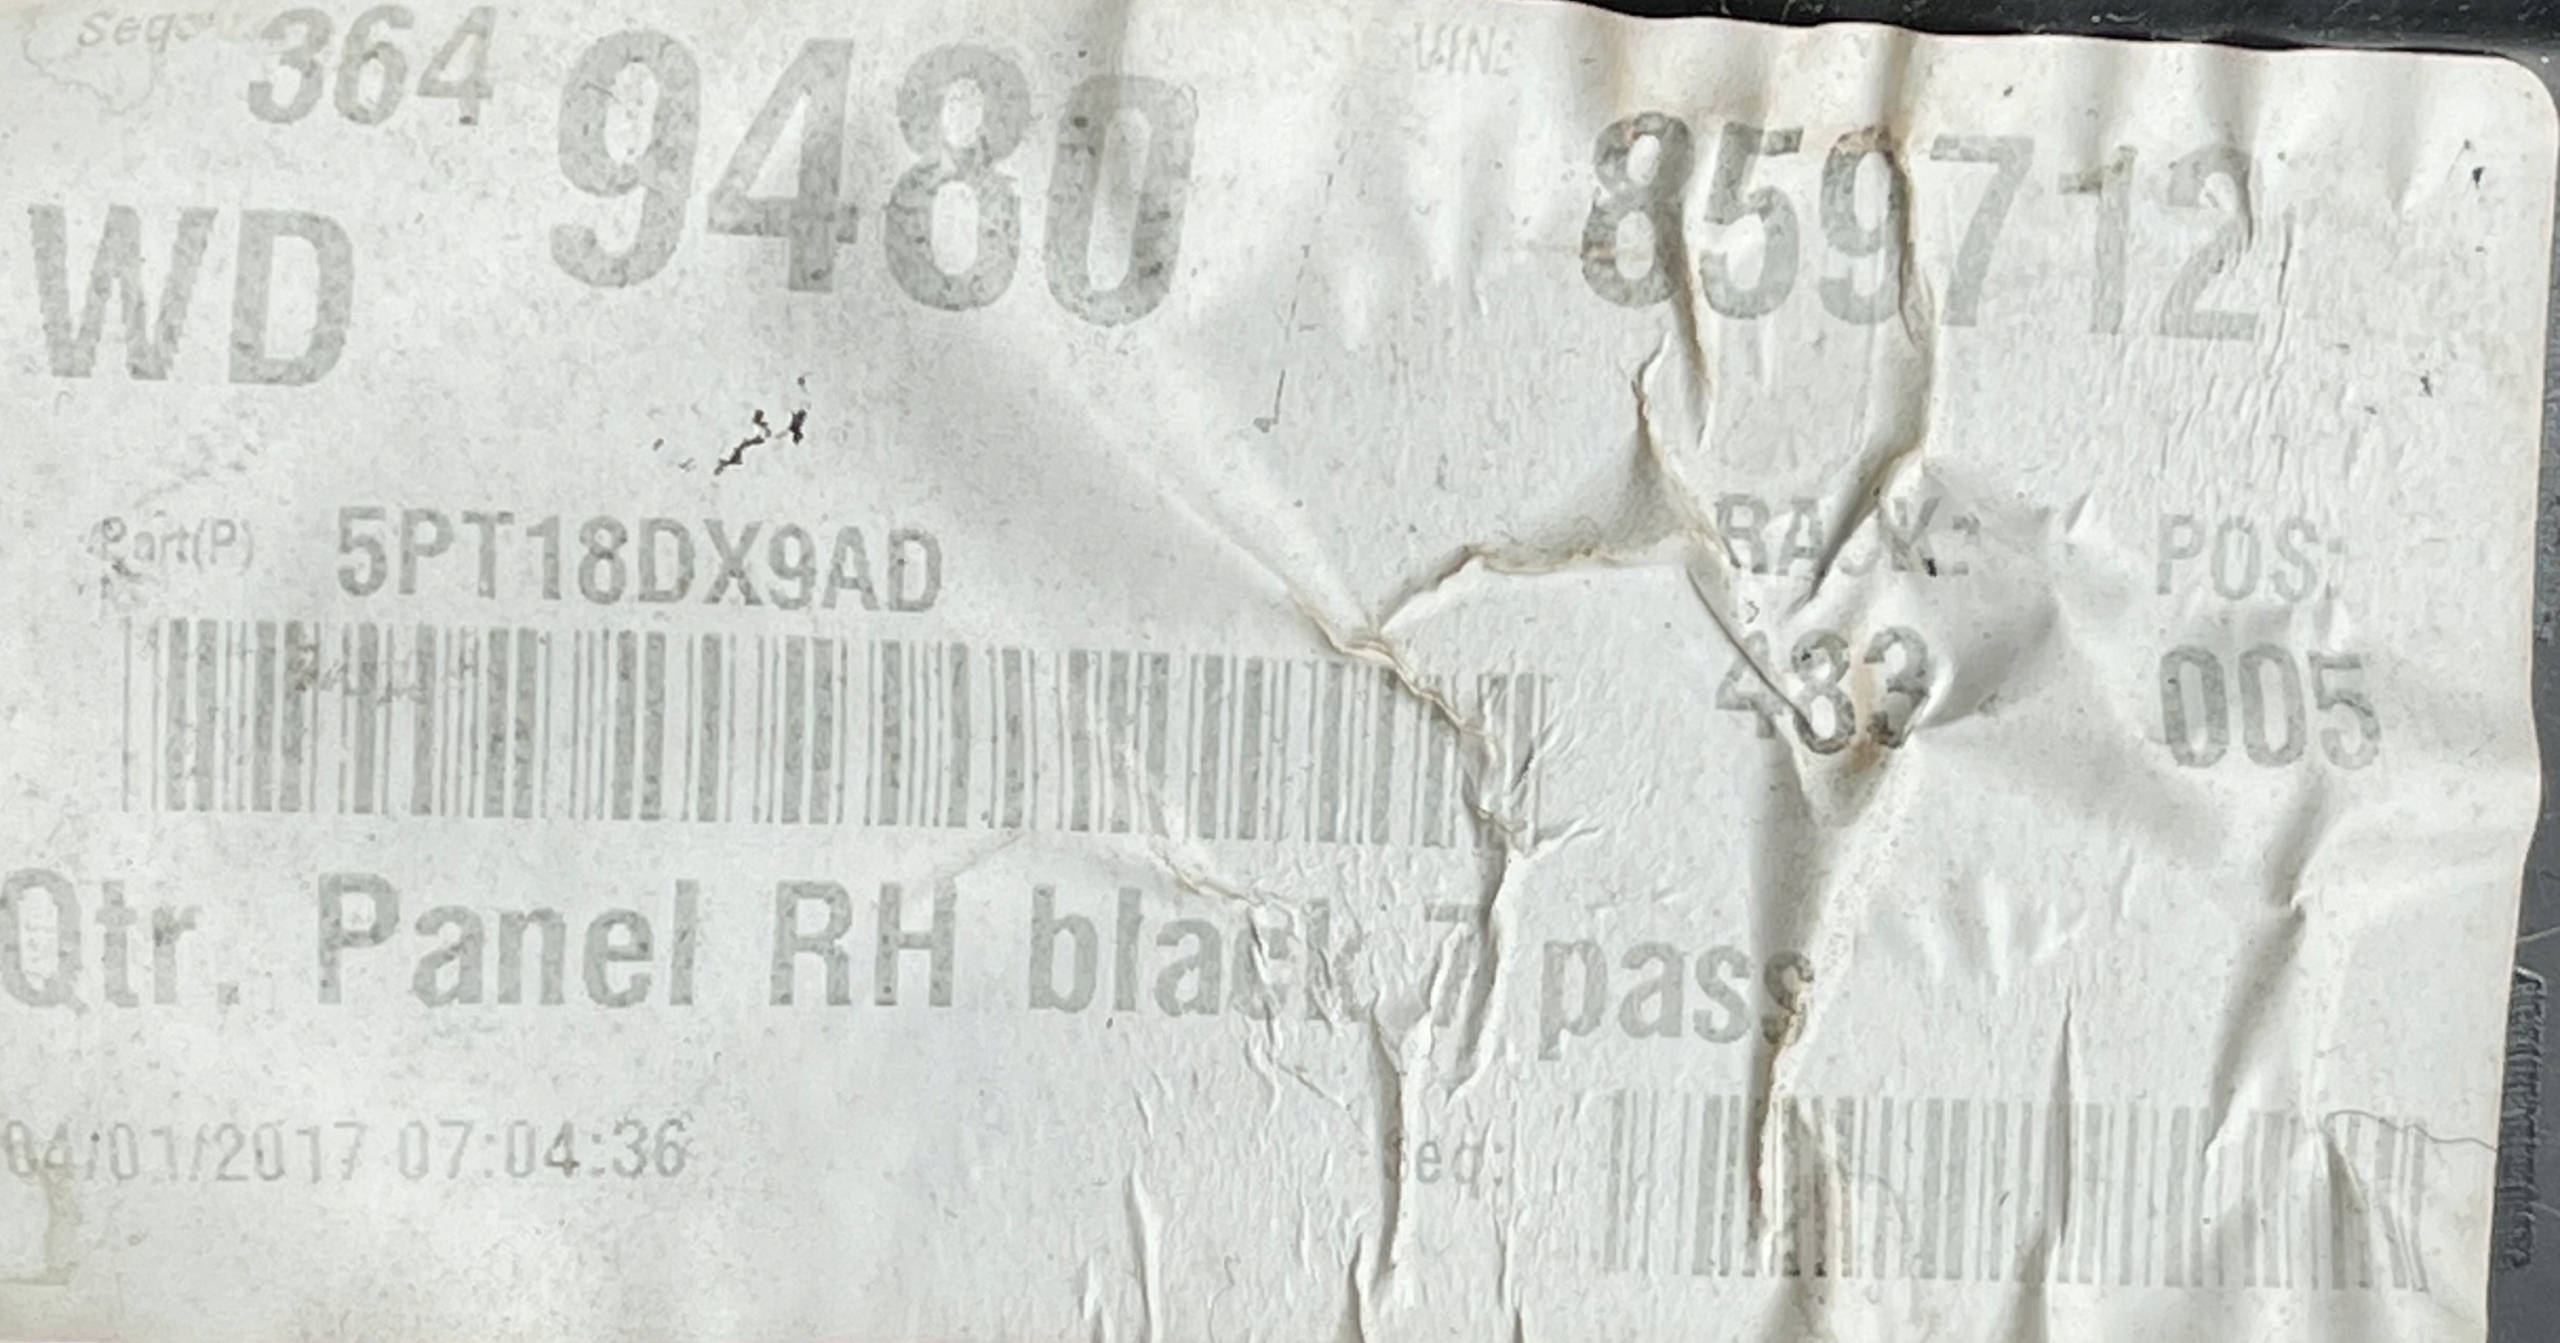 364 9480
VIN:
859712
WD
Part(P) 5PT18DX9AD
RACK: POS:
483 005
Qtr. Panel RH black 7 pass
04/01/2017 07:04:36
Seq: